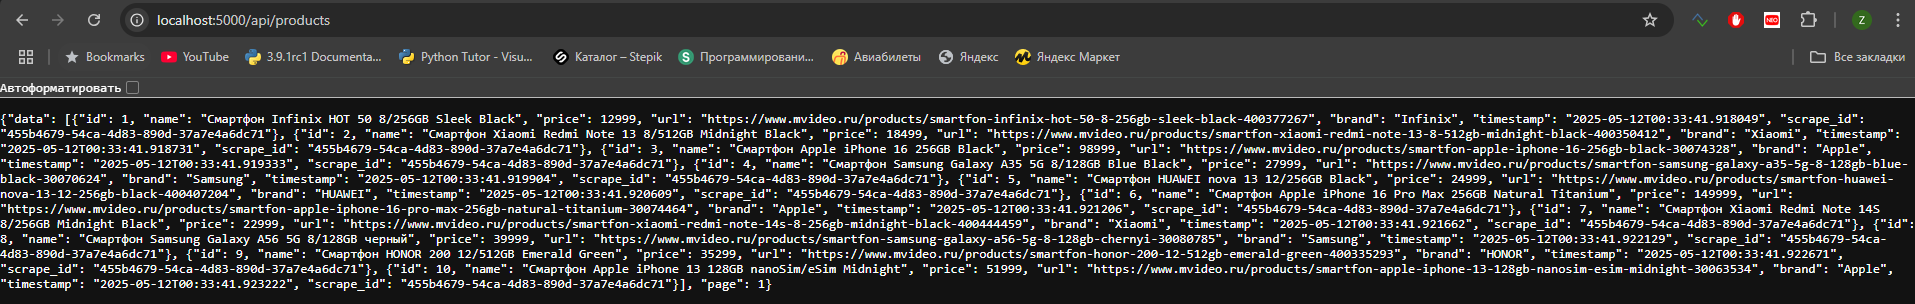 localhost:5000/api/products
NEO
Z
Bookmarks YouTube 3.9.1rc1 Documenta... Python Tutor - Visu... Каталог – Stepik Программировани... Авиабилеты Яндекс Яндекс Маркет Все закладки
Автоформатировать
{"data": [{"id": 1, "name": "Смартфон Infinix HOT 50 8/256GB Sleek Black", "price": 12999, "url": "https://www.mvideo.ru/products/smartfon-infinix-hot-50-8-256gb-sleek-black-400377267", "brand": "Infinix", "timestamp": "2025-05-12T00:33:41.918049", "scrape_id":
"455b4679-54ca-4d83-890d-37a7e4a6dc71"}, {"id": 2, "name": "Смартфон Xiaomi Redmi Note 13 8/512GB Midnight Black", "price": 18499, "url": "https://www.mvideo.ru/products/smartfon-xiaomi-redmi-note-13-8-512gb-midnight-black-400350412", "brand": "Xiaomi", "timestamp":
"2025-05-12T00:33:41.918731", "scrape_id": "455b4679-54ca-4d83-890d-37a7e4a6dc71"}, {"id": 3, "name": "Смартфон Apple iPhone 16 256GB Black", "price": 98999, "url": "https://www.mvideo.ru/products/smartfon-apple-iphone-16-256gb-black-30074328", "brand": "Apple",
"timestamp": "2025-05-12T00:33:41.919333", "scrape_id": "455b4679-54ca-4d83-890d-37a7e4a6dc71"}, {"id": 4, "name": "Смартфон Samsung Galaxy A35 5G 8/128GB Blue Black", "price": 27999, "url": "https://www.mvideo.ru/products/smartfon-samsung-galaxy-a35-5g-8-128gb-blue-
black-30070624", "brand": "Samsung", "timestamp": "2025-05-12T00:33:41.919904", "scrape_id": "455b4679-54ca-4d83-890d-37a7e4a6dc71"}, {"id": 5, "name": "Смартфон HUAWEI nova 13 12/256GB Black", "price": 24999, "url": "https://www.mvideo.ru/products/smartfon-huawei-
nova-13-12-256gb-black-400407204", "brand": "HUAWEI", "timestamp": "2025-05-12T00:33:41.920609", "scrape_id": "455b4679-54ca-4d83-890d-37a7e4a6dc71"}, {"id": 6, "name": "Смартфон Apple iPhone 16 Pro Max 256GB Natural Titanium", "price": 149999, "url":
"https://www.mvideo.ru/products/smartfon-apple-iphone-16-pro-max-256gb-natural-titanium-30074464", "brand": "Apple", "timestamp": "2025-05-12T00:33:41.921206", "scrape_id": "455b4679-54ca-4d83-890d-37a7e4a6dc71"}, {"id": 7, "name": "Смартфон Xiaomi Redmi Note 14S
8/256GB Midnight Black", "price": 22999, "url": "https://www.mvideo.ru/products/smartfon-xiaomi-redmi-note-14s-8-256gb-midnight-black-400444459", "brand": "Xiaomi", "timestamp": "2025-05-12T00:33:41.921662", "scrape_id": "455b4679-54ca-4d83-890d-37a7e4a6dc71"}, {"id":
8, "name": "Смартфон Samsung Galaxy A56 5G 8/128GB черный", "price": 39999, "url": "https://www.mvideo.ru/products/smartfon-samsung-galaxy-a56-5g-8-128gb-chernyi-30080785", "brand": "Samsung", "timestamp": "2025-05-12T00:33:41.922129", "scrape_id": "455b4679-54ca-
4d83-890d-37a7e4a6dc71"}, {"id": 9, "name": "Смартфон HONOR 200 12/512GB Emerald Green", "price": 35299, "url": "https://www.mvideo.ru/products/smartfon-honor-200-12-512gb-emerald-green-400335293", "brand": "HONOR", "timestamp": "2025-05-12T00:33:41.922671",
"scrape_id": "455b4679-54ca-4d83-890d-37a7e4a6dc71"}, {"id": 10, "name": "Смартфон Apple iPhone 13 128GB nanoSim/eSim Midnight", "price": 51999, "url": "https://www.mvideo.ru/products/smartfon-apple-iphone-13-128gb-nanosim-esim-midnight-30063534", "brand": "Apple",
"timestamp": "2025-05-12T00:33:41.923222", "scrape_id": "455b4679-54ca-4d83-890d-37a7e4a6dc71"}], "page": 1}